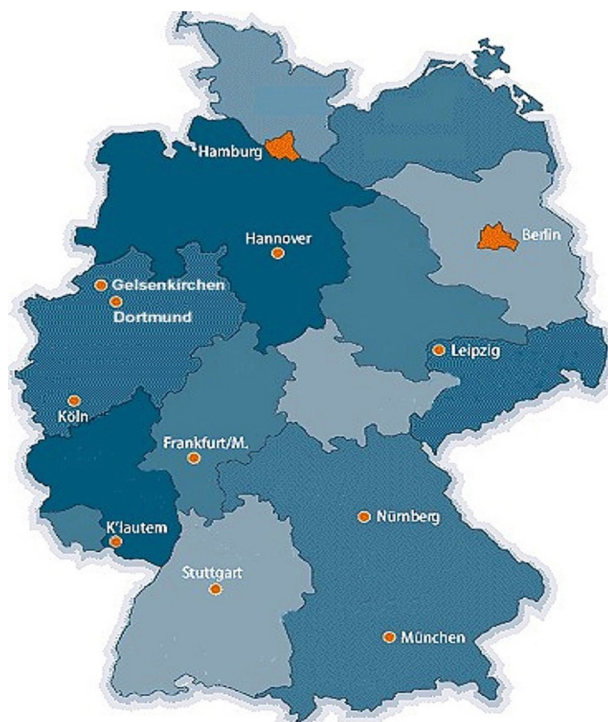 Hamburg
Hannover
Berlin
Gelsenkirchen
Dortmund
Leipzig
Köln
Frankfurt/M.
Nürnberg
K'lautern
Stuttgart
München